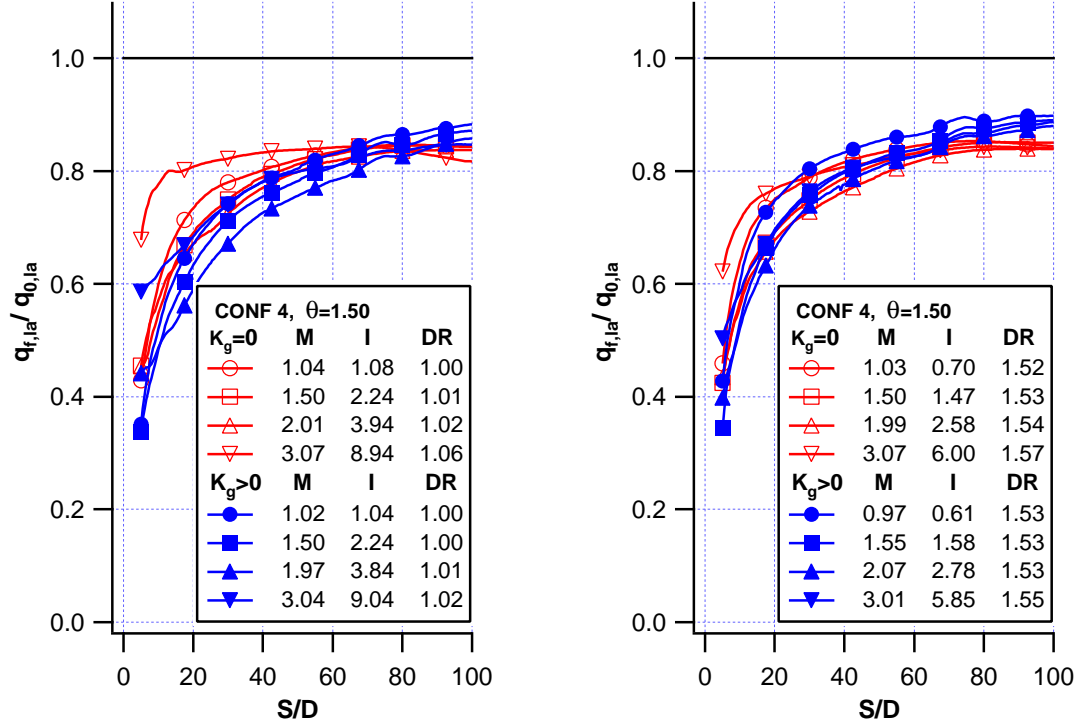 1.0
0.8
0.6
0.4
0.2
0.0
q_f,la / q_0,la
0 20 40 60 80 100
S/D
CONF 4, θ=1.50
K_g=0 M I DR
1.04 1.08 1.00
1.50 2.24 1.01
2.01 3.94 1.02
3.07 8.94 1.06
K_g>0 M I DR
1.02 1.04 1.00
1.50 2.24 1.00
1.97 3.84 1.01
3.04 9.04 1.02
1.0
0.8
0.6
0.4
0.2
0.0
q_f,la / q_0,la
0 20 40 60 80 100
S/D
CONF 4, θ=1.50
K_g=0 M I DR
1.03 0.70 1.52
1.50 1.47 1.53
1.99 2.58 1.54
3.07 6.00 1.57
K_g>0 M I DR
0.97 0.61 1.53
1.55 1.58 1.53
2.07 2.78 1.53
3.01 5.85 1.55